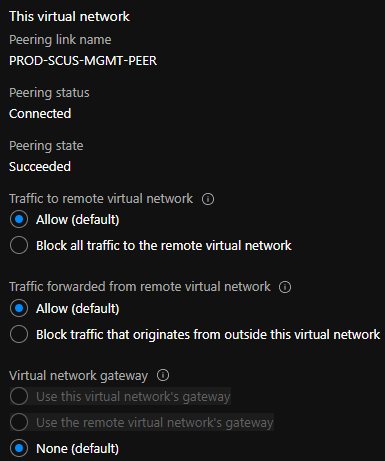 This virtual network
Peering link name
PROD-SCUS-MGMT-PEER
Peering status
Connected
Peering state
Succeeded
Traffic to remote virtual network
Allow (default)
Block all traffic to the remote virtual network
Traffic forwarded from remote virtual network
Allow (default)
Block traffic that originates from outside this virtual network
Virtual network gateway
Use this virtual network's gateway
Use the remote virtual network's gateway
None (default)